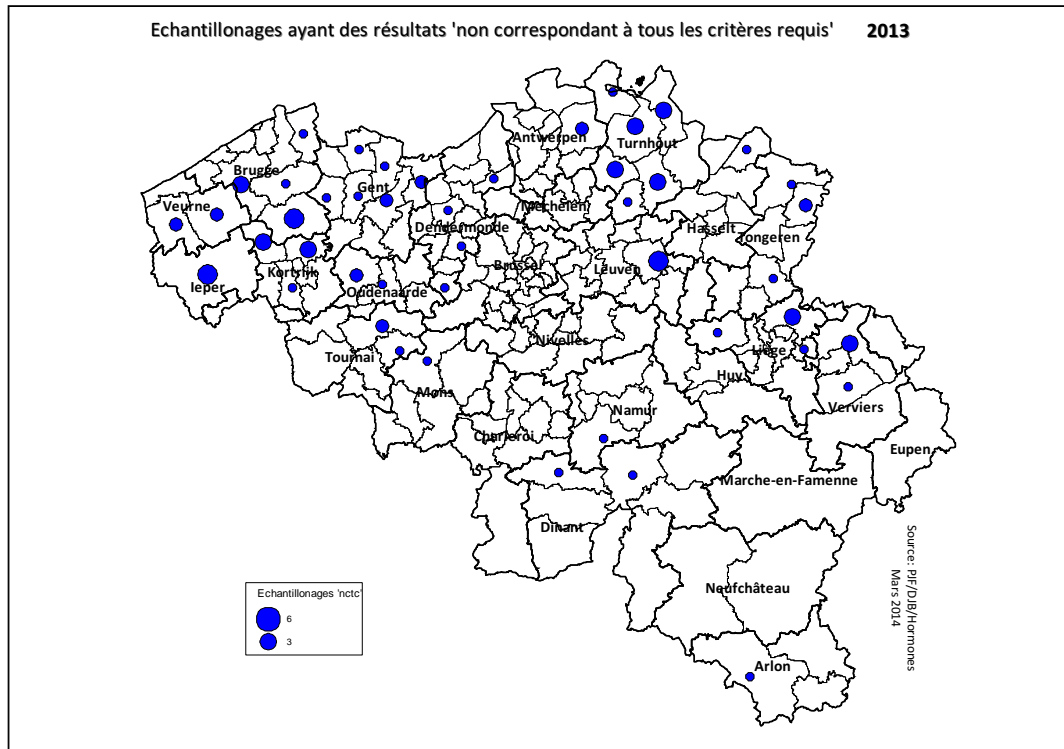 Echantillonages ayant des résultats 'non correspondant à tous les critères requis' 2013
Antwerpen
Turnhout
Brugge
Gent
Veurne
Mechelen
Dendermonde
Hasselt
Tongeren
Brussel
Leuven
Kortrijk
Ieper
Oudenaarde
Nivelles
Tournai
Liège
Huy
Mons
Namur
Verviers
Charleroi
Eupen
Marche-en-Famenne
Dinant
Neufchâteau
Arlon
Source: PJF/DJB/Hormones
Mars 2014
Echantillonages 'nctc'
6
3